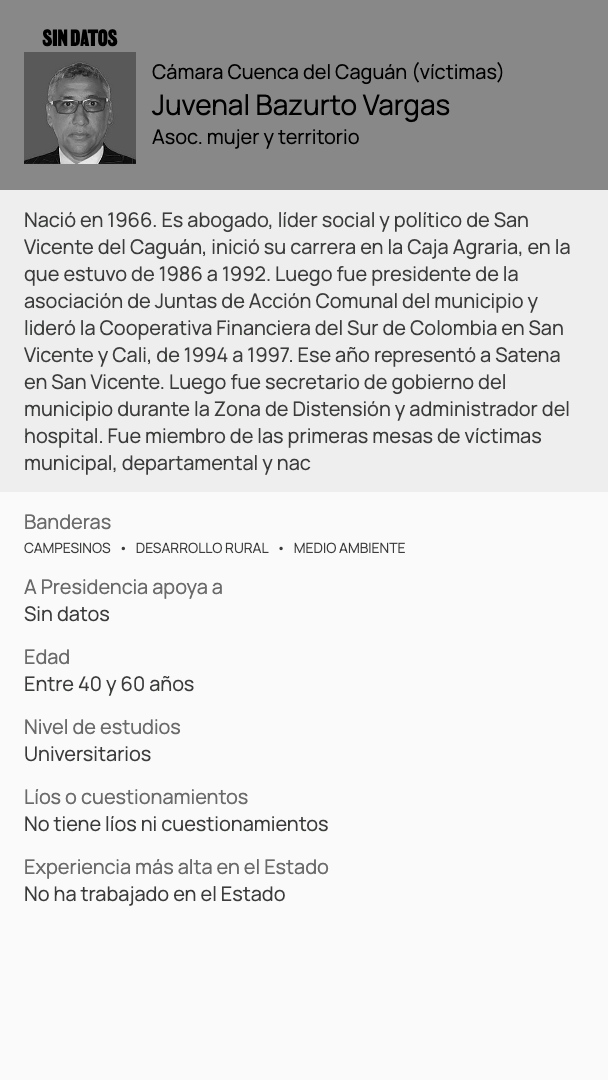 SIN DATOS
Cámara Cuenca del Caguán (víctimas)
Juvenal Bazurto Vargas
Asoc. mujer y territorio
Nació en 1966. Es abogado, líder social y político de San
Vicente del Caguán, inició su carrera en la Caja Agraria, en la
que estuvo de 1986 a 1992. Luego fue presidente de la
asociación de Juntas de Acción Comunal del municipio y
lideró la Cooperativa Financiera del Sur de Colombia en San
Vicente y Cali, de 1994 a 1997. Ese año representó a Satena
en San Vicente. Luego fue secretario de gobierno del
municipio durante la Zona de Distensión y administrador del
hospital. Fue miembro de las primeras mesas de víctimas
municipal, departamental y nac
Banderas
CAMPESINOS • DESARROLLO RURAL • MEDIO AMBIENTE
A Presidencia apoya a
Sin datos
Edad
Entre 40 y 60 años
Nivel de estudios
Universitarios
Líos o cuestionamientos
No tiene líos ni cuestionamientos
Experiencia más alta en el Estado
No ha trabajado en el Estado